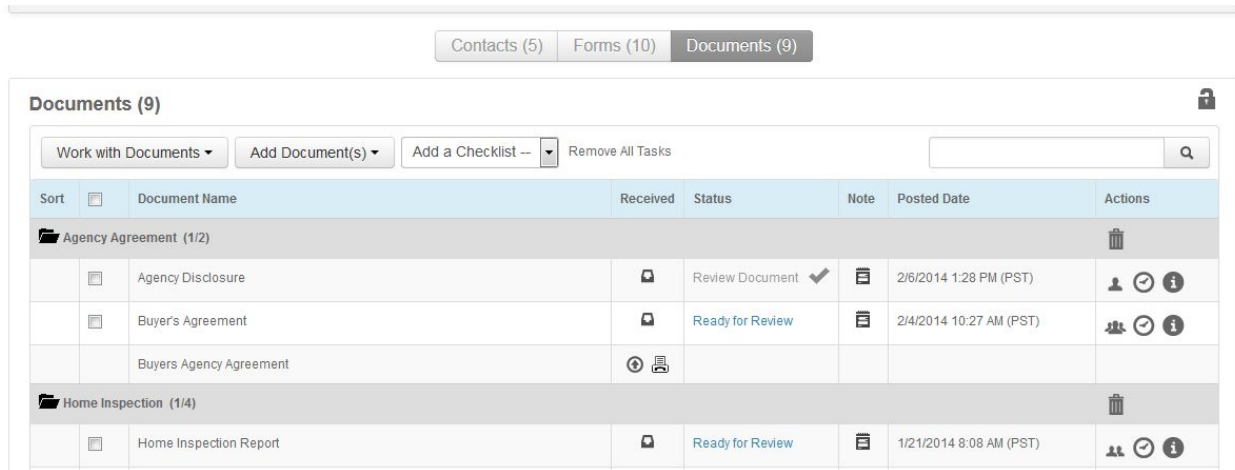 Contacts (5) Forms (10) Documents (9)
Documents (9)
Work with Documents Add Document(s) Add a Checklist -- Remove All Tasks
Sort Document Name Received Status Note Posted Date Actions
Agency Agreement (1/2)
Agency Disclosure Review Document 2/6/2014 1:28 PM (PST)
Buyer's Agreement Ready for Review 2/4/2014 10:27 AM (PST)
Buyers Agency Agreement
Home Inspection (1/4)
Home Inspection Report Ready for Review 1/21/2014 8:08 AM (PST)